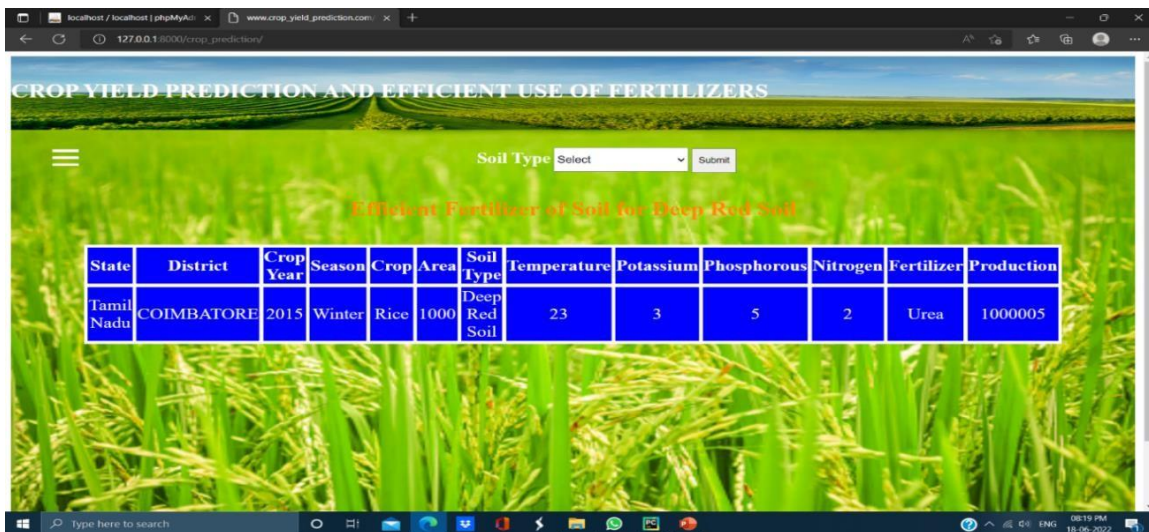 localhost / localhost | phpMyAdi
www.crop_yield_prediction.com/
127.0.0.1:8000/crop_prediction/
CROP YIELD PREDICTION AND EFFICIENT USE OF FERTILIZERS
Soil Type Select Submit
Efficient Fertilizer of Soil for Deep Red Soil
State District Crop Year Season Crop Area Soil Type Temperature Potassium Phosphorous Nitrogen Fertilizer Production
Tamil Nadu COIMBATORE 2015 Winter Rice 1000 Deep Red Soil 23 3 5 2 Urea 1000005
Type here to search
ENG
08:19 PM
18-06-2022